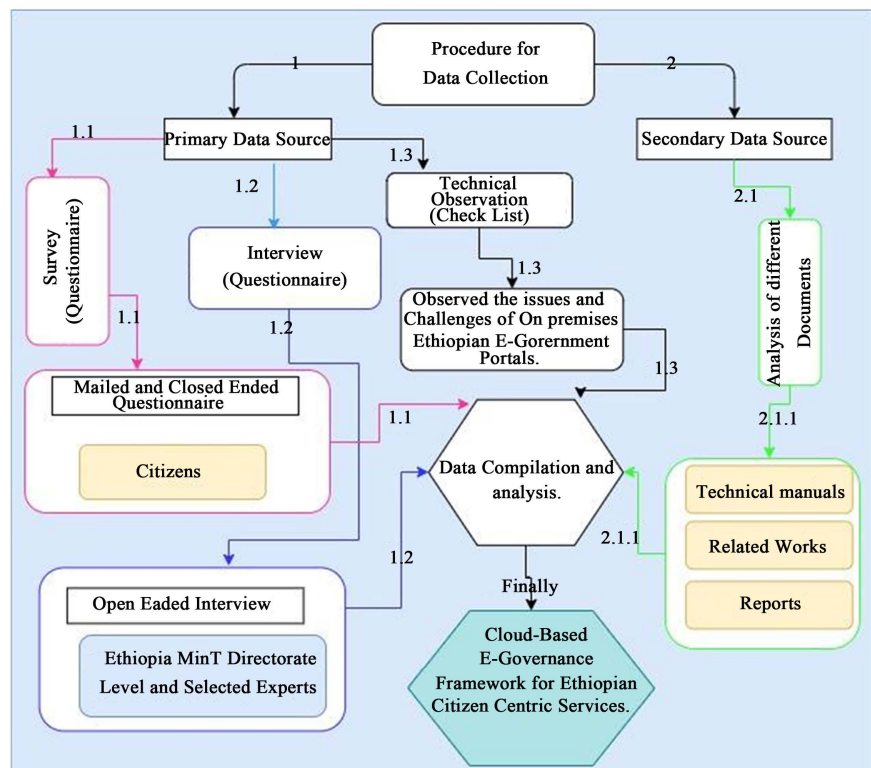 Procedure for
Data Collection
1
2
Primary Data Source
Secondary Data Source
1.1
1.2
1.3
2.1
Survey
(Questionnaire)
Interview
(Questionnaire)
Technical
Observation
(Check List)
Analysis of different
Documents
1.1
1.2
1.3
Observed the issues and
Challenges of On premises
Ethiopian E-Gorernment
Portals.
1.3
2.1.1
Mailed and Closed Ended
Questionnaire
Citizens
1.1
Data Compilation and
analysis.
Technical manuals
Related Works
Reports
1.2
2.1.1
Open Eaded Interview
Ethiopia MinT Directorate
Level and Selected Experts
Finally
Cloud-Based
E-Governance
Framework for Ethiopian
Citizen Centric Services.